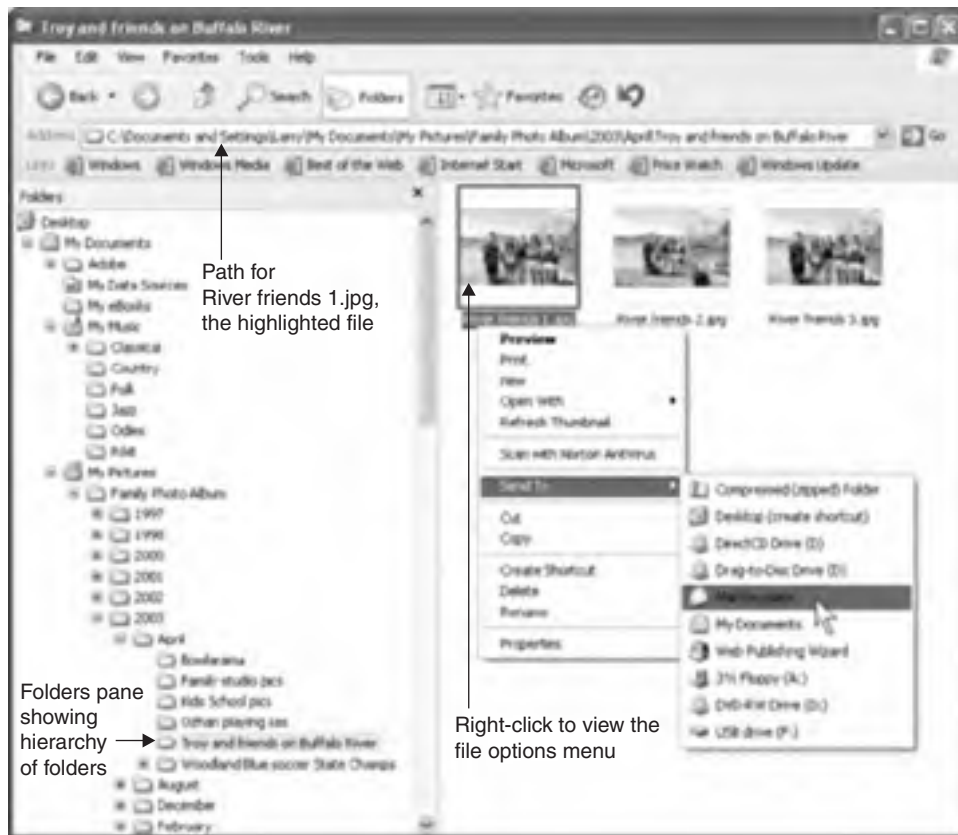 Troy and friends on Buffalo River
File Edit View Favorites Tools Help
Back Search Folders Favorites
Address C:\Documents and Settings\Larry\My Documents\My Pictures\Family Photo Album\2003\April\Troy and friends on Buffalo River Go
Links Windows Windows Media Best of the Web Internet Start Microsoft Price Watch Windows Update
Folders
Desktop
My Documents
Adobe
My Data Sources
My eBooks
My Music
Classical
Country
Folk
Jazz
Oldies
My Pictures
Family Photo Album
1997
1998
2000
2001
2002
2003
April
Bowlarama
Family studio pics
Kids School pics
playing sax
Troy and friends on Buffalo River
Woodland Blue soccer State Champs
August
December
February
Path for
River friends 1.jpg,
the highlighted file
Folders pane
showing
hierarchy
of folders
River friends 1.jpg
River friends 2.jpg
River friends 3.jpg
Preview
Print
New
Open With
Refresh Thumbnail
Scan with Norton AntiVirus
Send To
Cut
Copy
Create Shortcut
Delete
Rename
Properties
Compressed (zipped) Folder
Desktop (create shortcut)
DirectCD Drive (D)
Drag-to-Disc Drive (D)
Mail Recipient
My Documents
Web Publishing Wizard
3½ Floppy (A:)
DVD-RW Drive (D:)
USB drive (F:)
Right-click to view the
file options menu